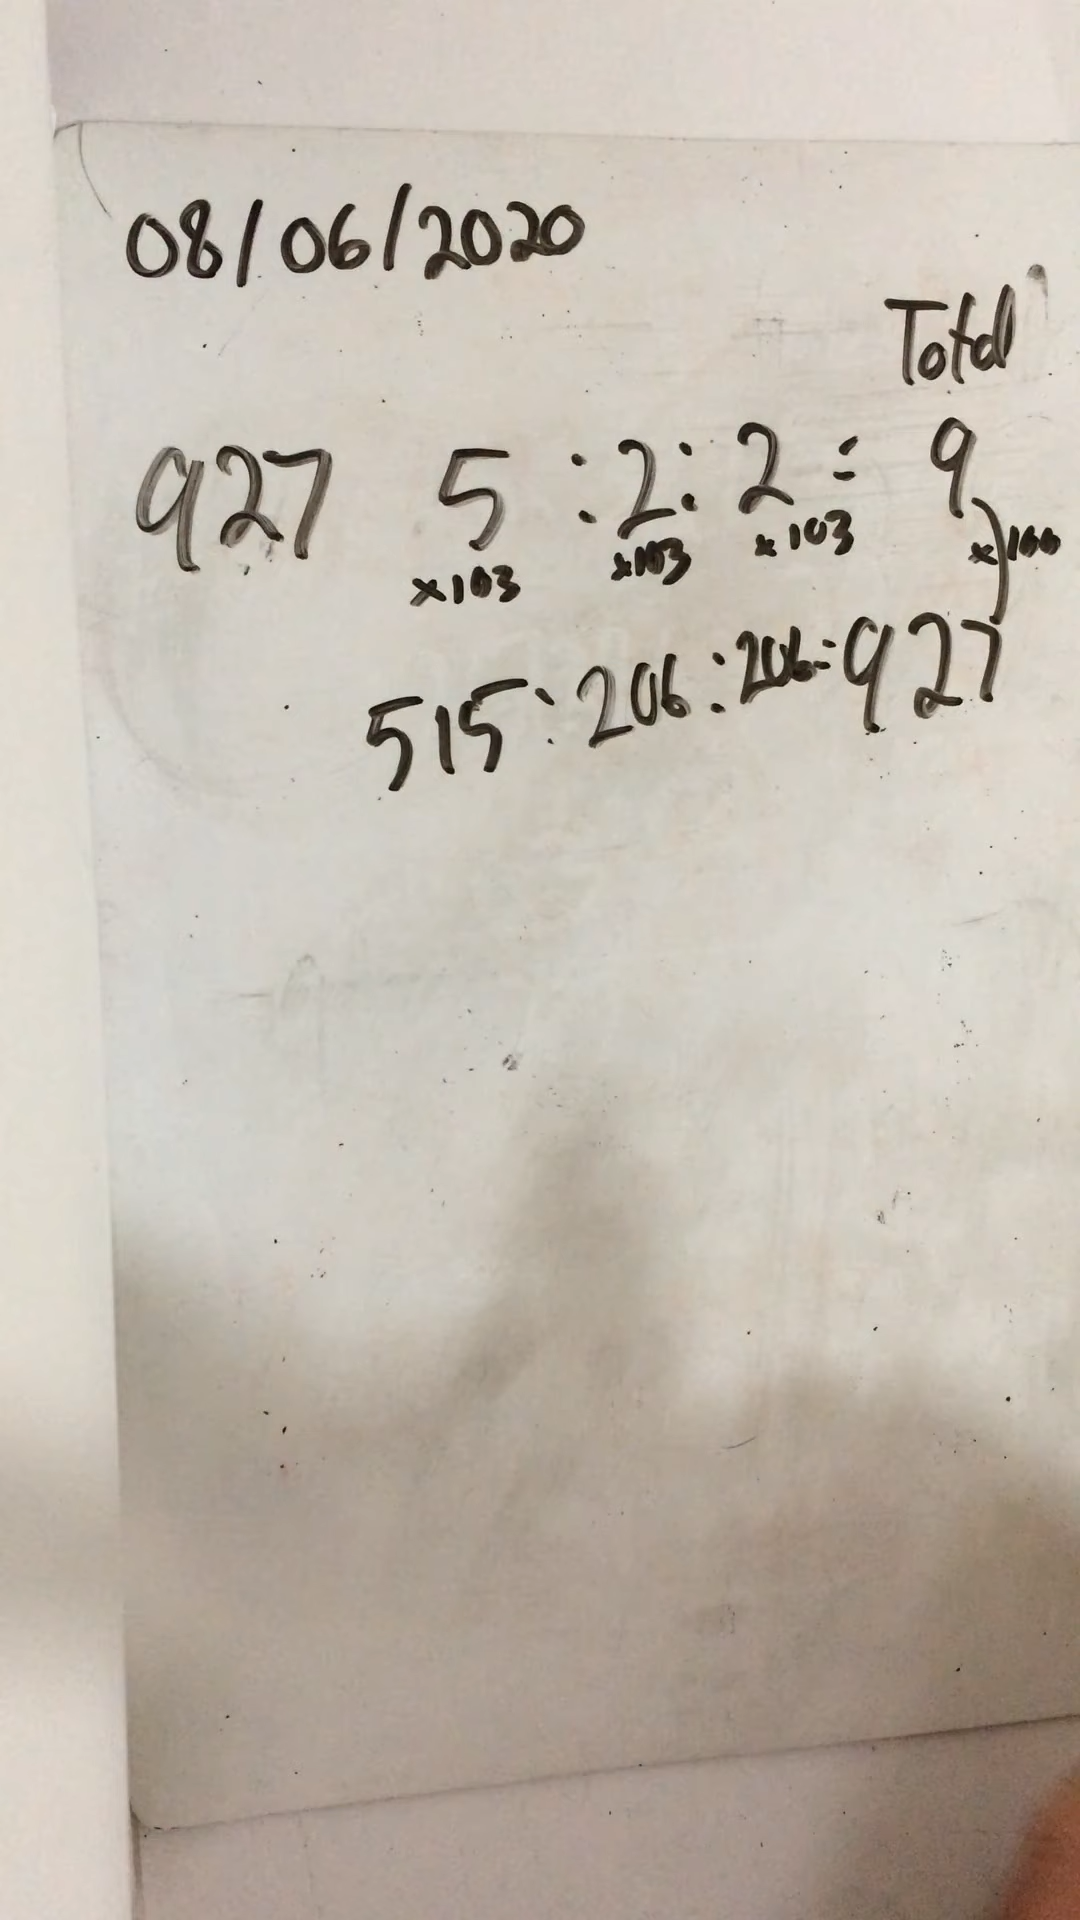 08/06/2020
Total
927 5 : 2 : 2 = 9
×103 ×103 ×103 ×100
515 : 206 : 206 = 927